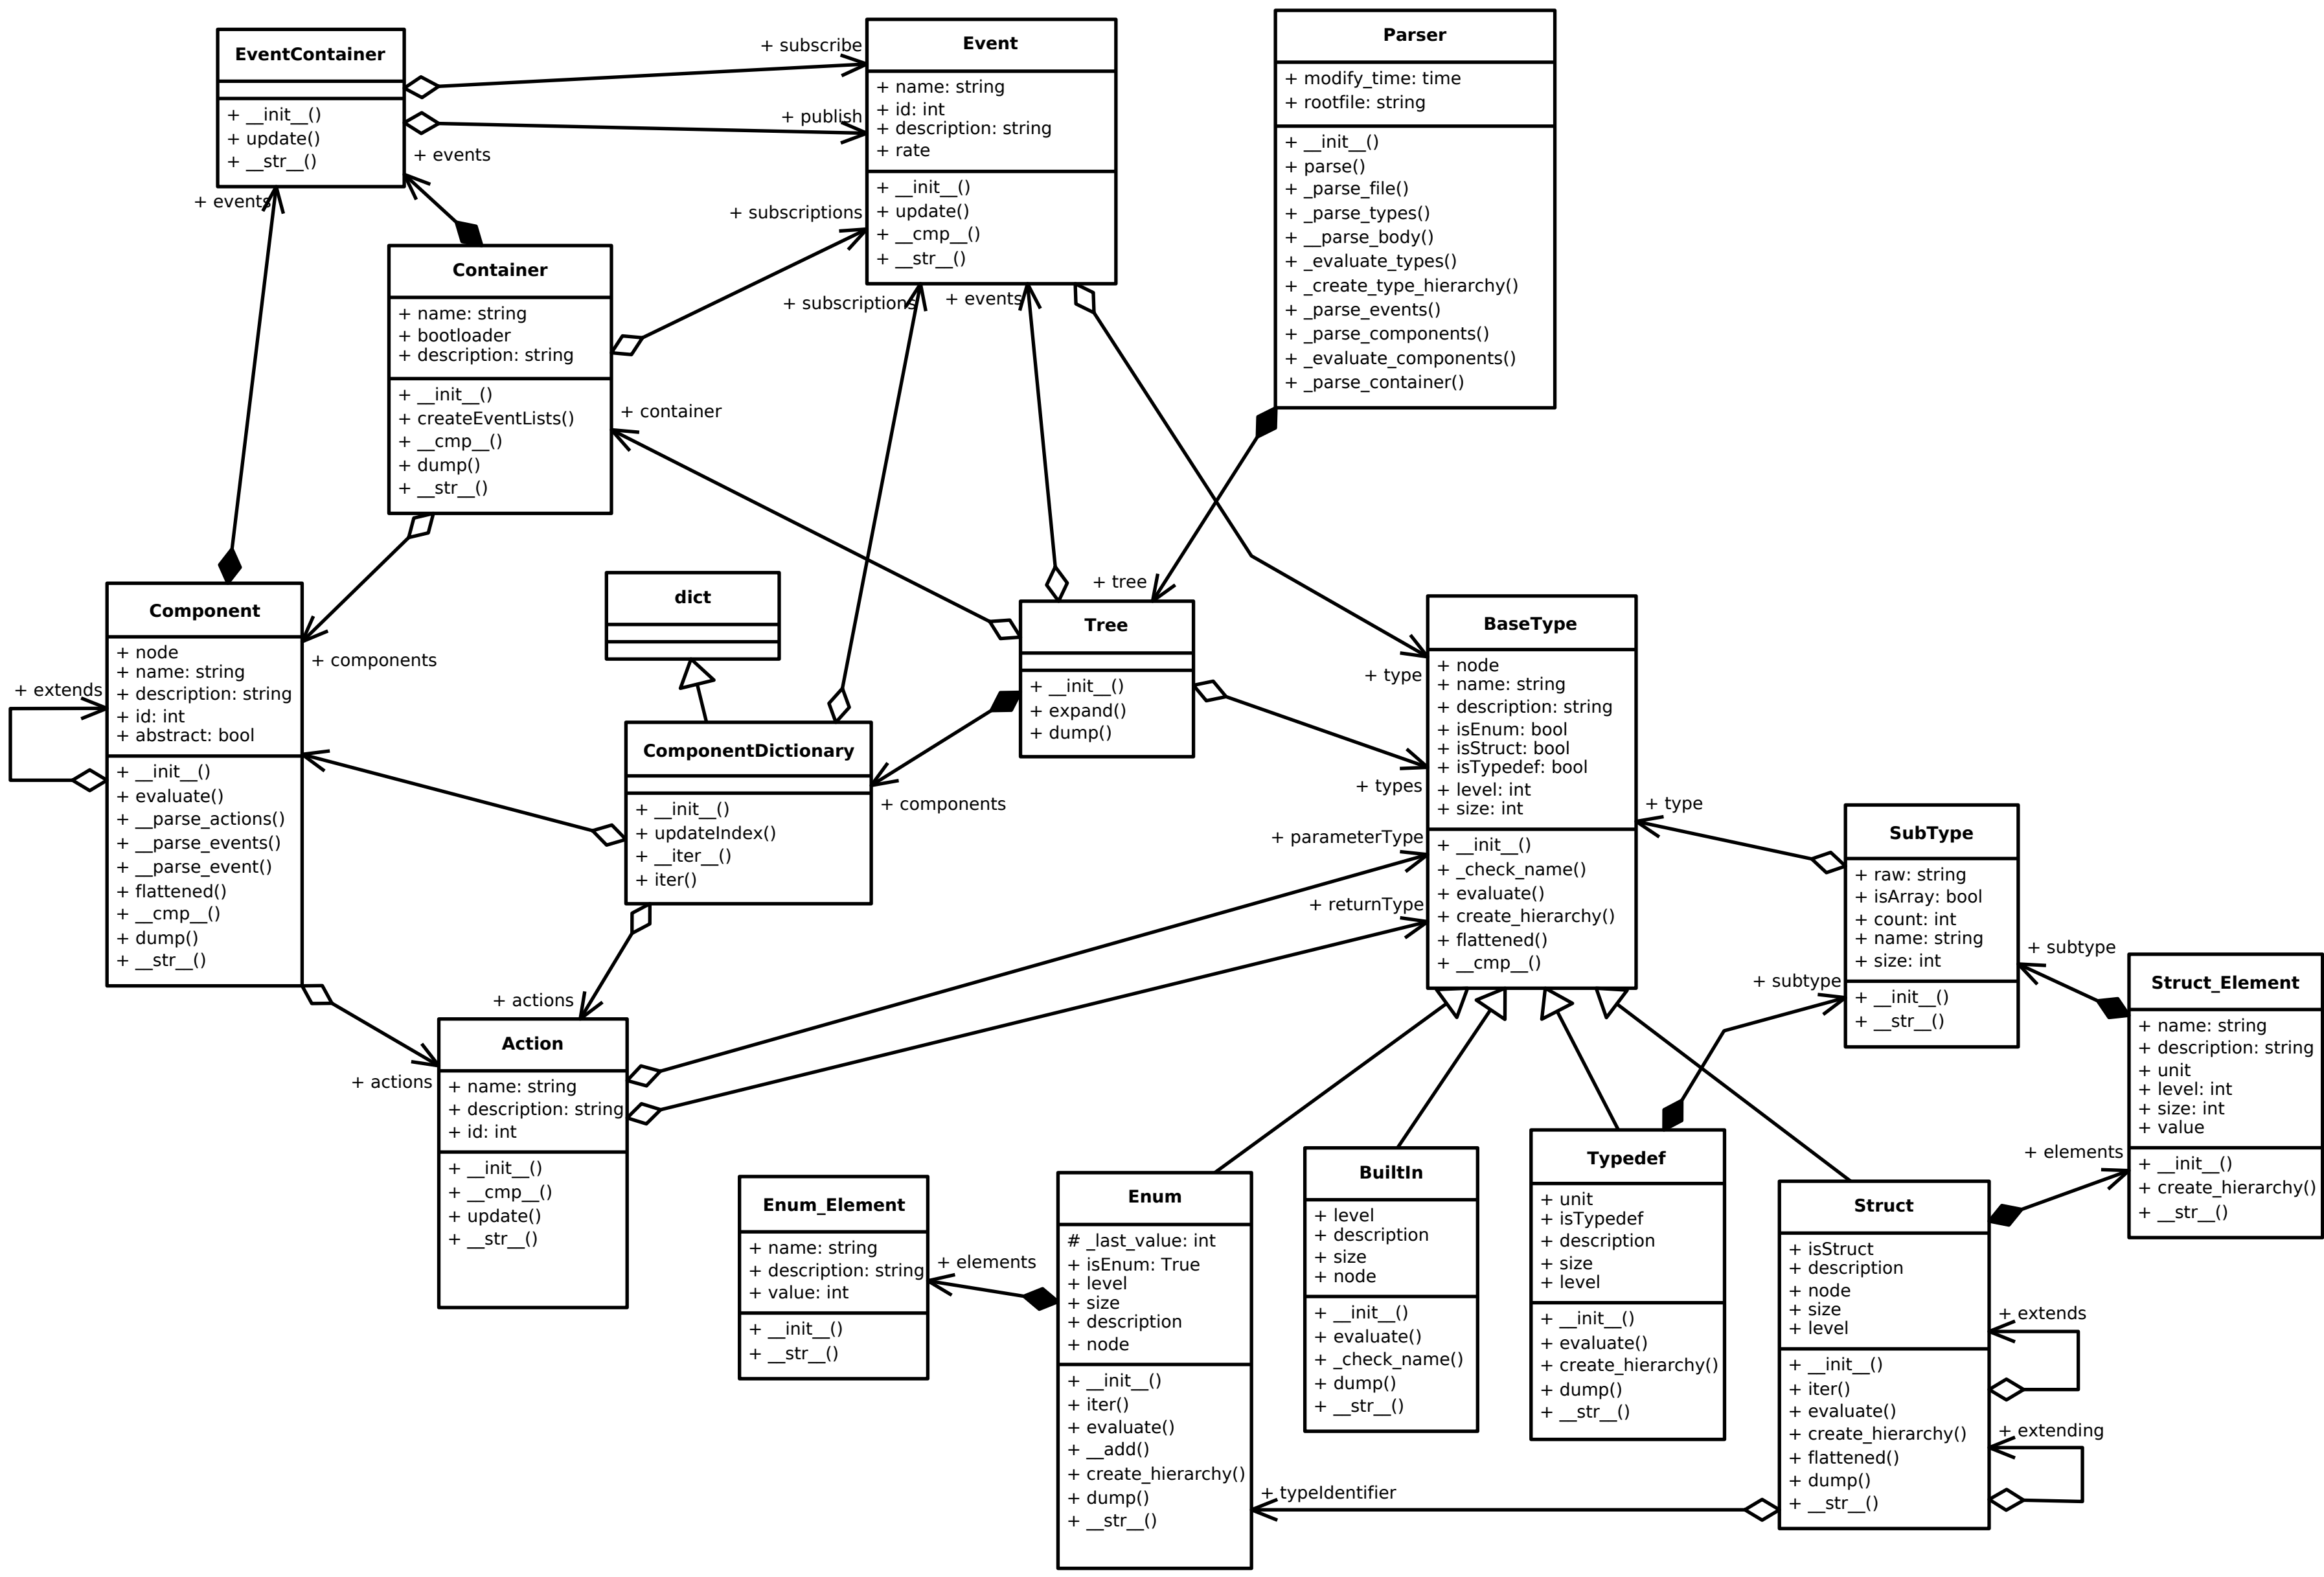 EventContainer
+ __init__()
+ update()
+ __str__()
+ subscribe
+ publish
+ events
+ events
Event
+ name: string
+ id: int
+ description: string
+ rate
+ __init__()
+ update()
+ __cmp__()
+ __str__()
+ subscriptions
+ subscriptions
+ events
Parser
+ modify_time: time
+ rootfile: string
+ __init__()
+ parse()
+ _parse_file()
+ _parse_types()
+ __parse_body()
+ _evaluate_types()
+ _create_type_hierarchy()
+ _parse_events()
+ _parse_components()
+ _evaluate_components()
+ _parse_container()
Container
+ name: string
+ bootloader
+ description: string
+ __init__()
+ createEventLists()
+ __cmp__()
+ dump()
+ __str__()
+ container
Component
+ node
+ name: string
+ description: string
+ id: int
+ abstract: bool
+ __init__()
+ evaluate()
+ __parse_actions()
+ __parse_events()
+ __parse_event()
+ flattened()
+ __cmp__()
+ dump()
+ __str__()
+ extends
+ components
dict
ComponentDictionary
+ __init__()
+ updateIndex()
+ __iter__()
+ iter()
+ components
+ tree
Tree
+ __init__()
+ expand()
+ dump()
+ type
+ types
+ parameterType
+ returnType
BaseType
+ node
+ name: string
+ description: string
+ isEnum: bool
+ isStruct: bool
+ isTypedef: bool
+ level: int
+ size: int
+ __init__()
+ _check_name()
+ evaluate()
+ create_hierarchy()
+ flattened()
+ __cmp__()
+ type
SubType
+ raw: string
+ isArray: bool
+ count: int
+ name: string
+ size: int
+ __init__()
+ __str__()
+ subtype
+ subtype
Struct_Element
+ name: string
+ description: string
+ unit
+ level: int
+ size: int
+ value
+ __init__()
+ create_hierarchy()
+ __str__()
+ elements
+ actions
+ actions
Action
+ name: string
+ description: string
+ id: int
+ __init__()
+ __cmp__()
+ update()
+ __str__()
Enum_Element
+ name: string
+ description: string
+ value: int
+ __init__()
+ __str__()
+ elements
Enum
# _last_value: int
+ isEnum: True
+ level
+ size
+ description
+ node
+ __init__()
+ iter()
+ evaluate()
+ __add()
+ create_hierarchy()
+ dump()
+ __str__()
BuiltIn
+ level
+ description
+ size
+ node
+ __init__()
+ evaluate()
+ _check_name()
+ dump()
+ __str__()
Typedef
+ unit
+ isTypedef
+ description
+ size
+ level
+ __init__()
+ evaluate()
+ create_hierarchy()
+ dump()
+ __str__()
Struct
+ isStruct
+ description
+ node
+ size
+ level
+ __init__()
+ iter()
+ evaluate()
+ create_hierarchy()
+ flattened()
+ dump()
+ __str__()
+ extends
+ extending
+ typeIdentifier